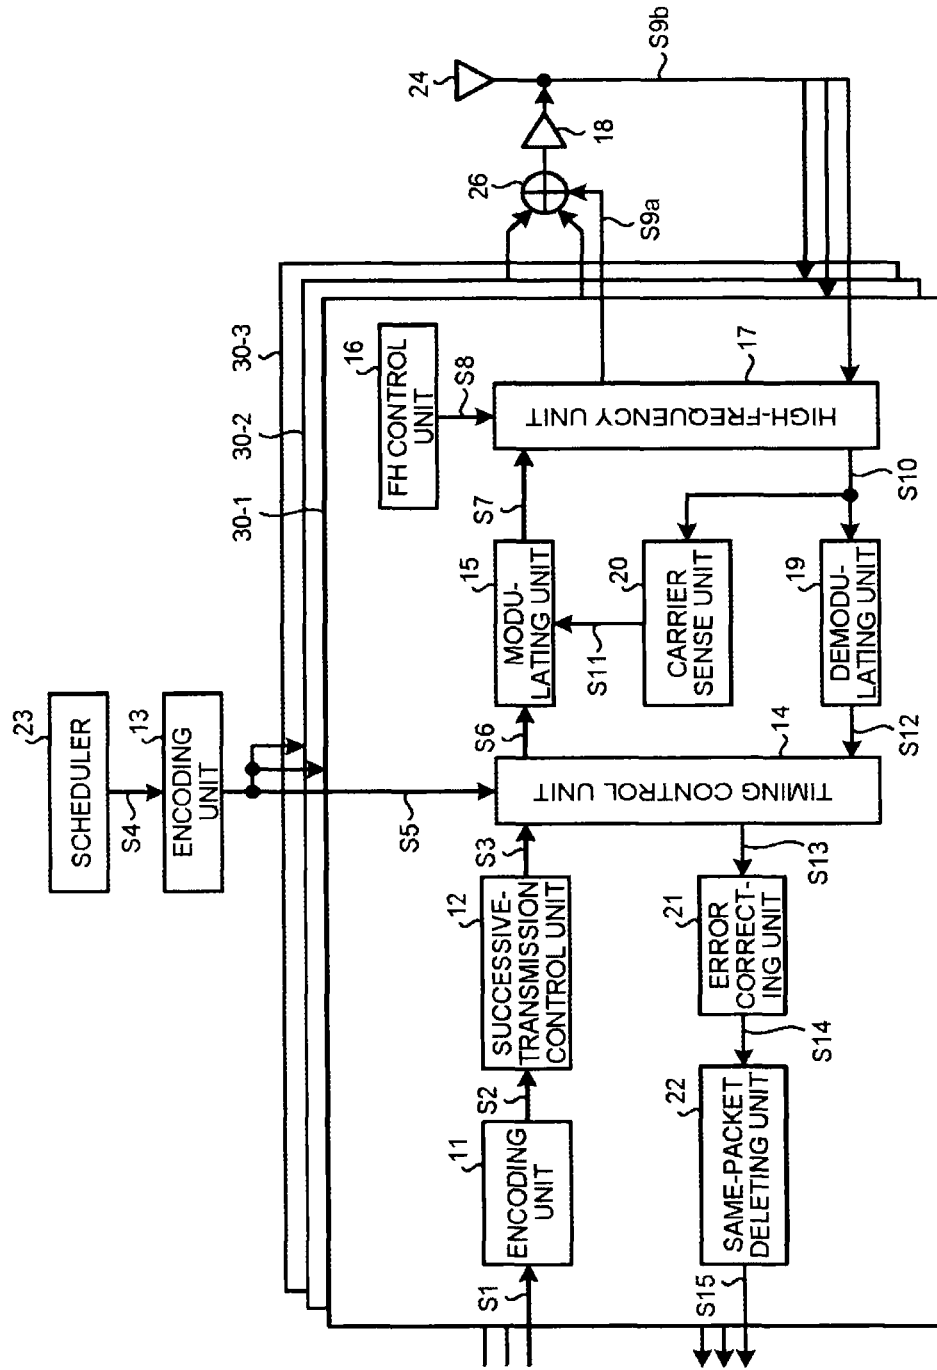 23
SCHEDULER
S4
13
ENCODING
UNIT
30-3
30-2
30-1
24
S9b
18
26
S9a
16
FH CONTROL
UNIT
S8
S1
11
ENCODING
UNIT
S2
12
SUCCESSIVE-
TRANSMISSION
CONTROL UNIT
S3
S5
14
TIMING CONTROL UNIT
S6
15
MODU-
LATING UNIT
S7
17
HIGH-FREQUENCY UNIT
S11
20
CARRIER
SENSE UNIT
S10
19
DEMODU-
LATING UNIT
S12
S13
21
ERROR
CORRECT-
ING UNIT
S14
22
SAME-PACKET
DELETING UNIT
S15